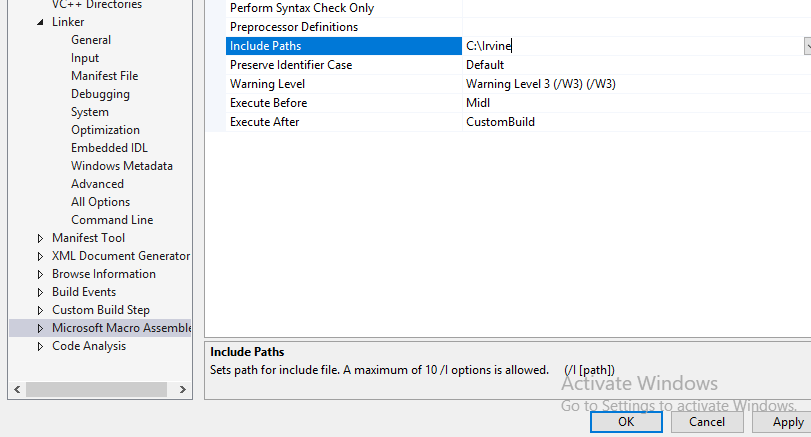 VC++ Directories
Linker
General
Input
Manifest File
Debugging
System
Optimization
Embedded IDL
Windows Metadata
Advanced
All Options
Command Line
Manifest Tool
XML Document Generator
Browse Information
Build Events
Custom Build Step
Microsoft Macro Assemble
Code Analysis
Perform Syntax Check Only
Preprocessor Definitions
Include Paths C:\Irvine
Preserve Identifier Case Default
Warning Level Warning Level 3 (/W3) (/W3)
Execute Before Midl
Execute After CustomBuild
Include Paths
Sets path for include file. A maximum of 10 /I options is allowed. (/I [path])
Activate Windows
Go to Settings to activate Windows.
OK Cancel Apply